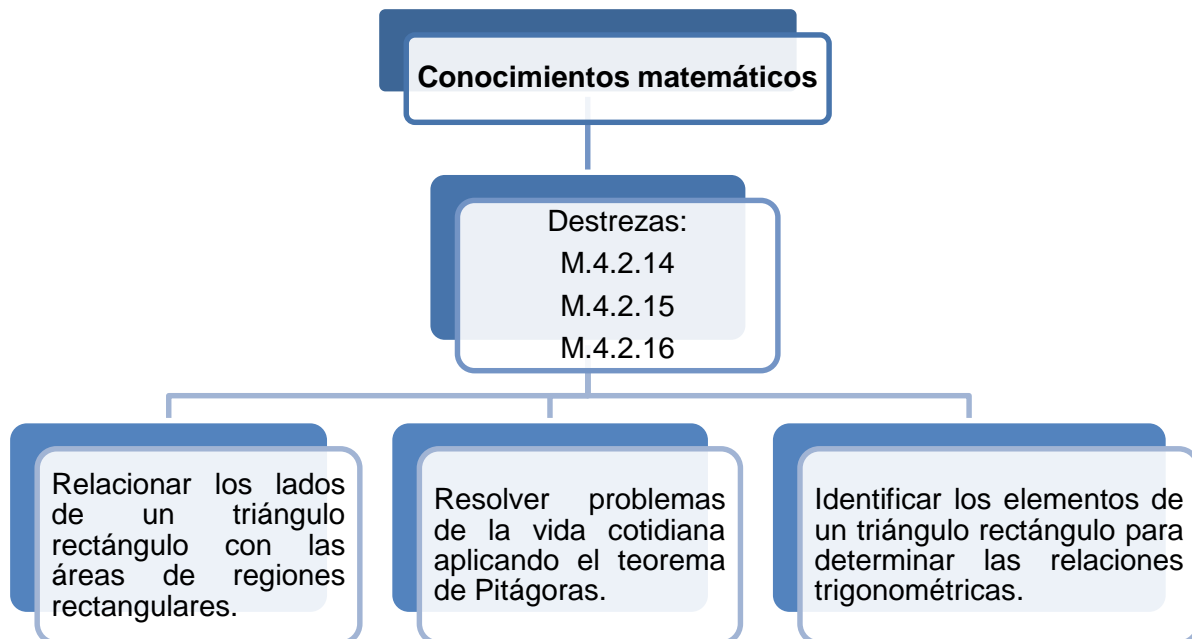 Conocimientos matemáticos
Destrezas:
M.4.2.14
M.4.2.15
M.4.2.16
Relacionar los lados
de un triángulo
rectángulo con las
áreas de regiones
rectangulares.
Resolver problemas
de la vida cotidiana
aplicando el teorema
de Pitágoras.
Identificar los elementos de
un triángulo rectángulo para
determinar las relaciones
trigonométricas.